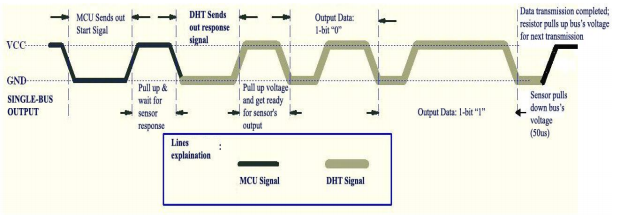 MCU Sends out
Start Sigal
DHT Sends
out response
signal
Output Data:
1-bit "0"
Data transmission completed;
resistor pulls up bus's voltage
for next transmission
VCC
GND
SINGLE-BUS
OUTPUT
Pull up &
wait for
sensor
response
Pull up voltage
and get ready
for sensor's
output
Output Data: 1-bit "1"
Sensor pulls
down bus's
voltage
(50us)
Lines
explaination :
MCU Signal
DHT Signal